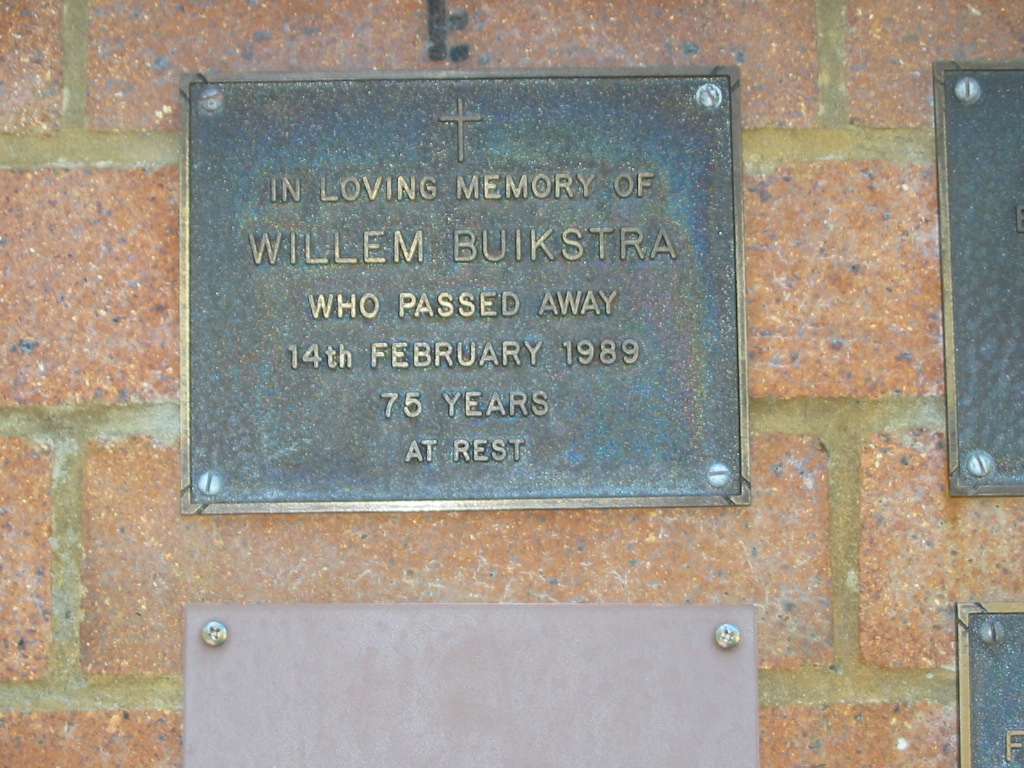 IN LOVING MEMORY OF
WILLEM BUIKSTRA
WHO PASSED AWAY
14th FEBRUARY 1989
75 YEARS
AT REST